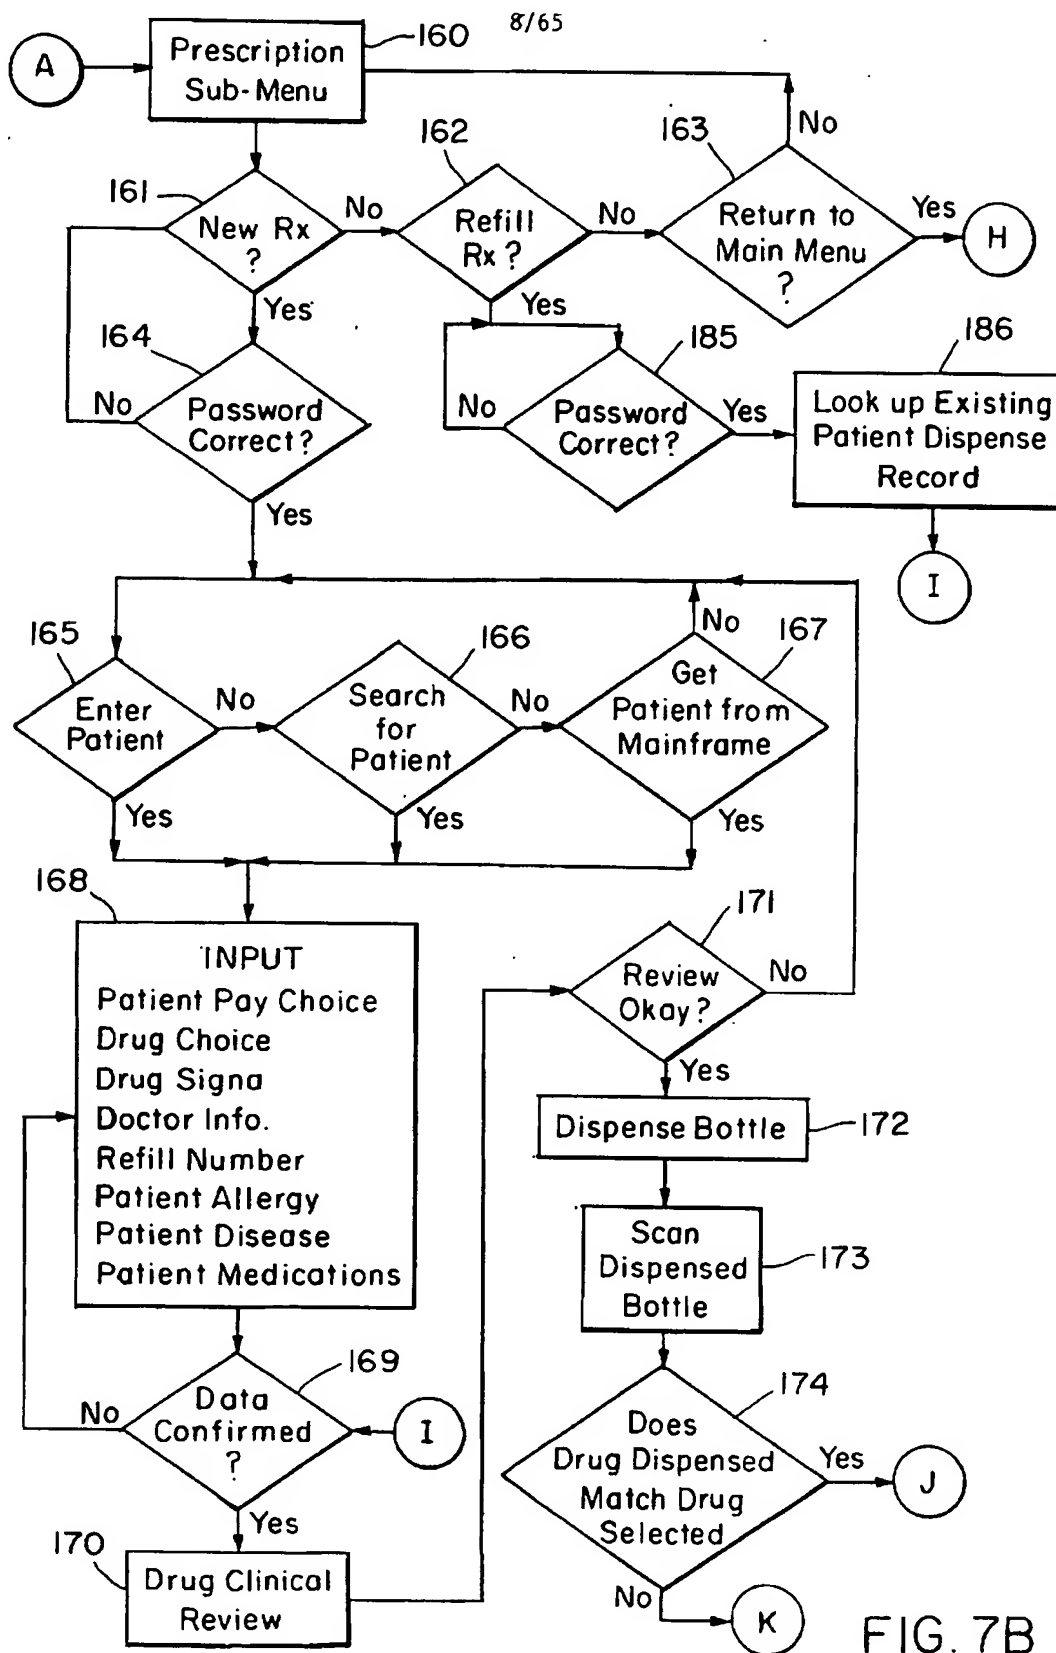 8/65
A
Prescription
Sub-Menu
160
No
161
New Rx
?
No
162
Refill
Rx?
No
163
Return to
Main Menu
?
Yes
H
Yes
Yes
164
Password
Correct?
No
Yes
185
Password
Correct?
No
Yes
186
Look up Existing
Patient Dispense
Record
I
165
Enter
Patient
No
166
Search
for
Patient
No
167
Get
Patient from
Mainframe
No
Yes
Yes
Yes
168
INPUT
Patient Pay Choice
Drug Choice
Drug Signa
Doctor Info.
Refill Number
Patient Allergy
Patient Disease
Patient Medications
169
Data
Confirmed
?
No
I
Yes
170
Drug Clinical
Review
171
Review
Okay?
No
Yes
Dispense Bottle
172
Scan
Dispensed
Bottle
173
174
Does
Drug Dispensed
Match Drug
Selected
Yes
J
No
K
FIG. 7B